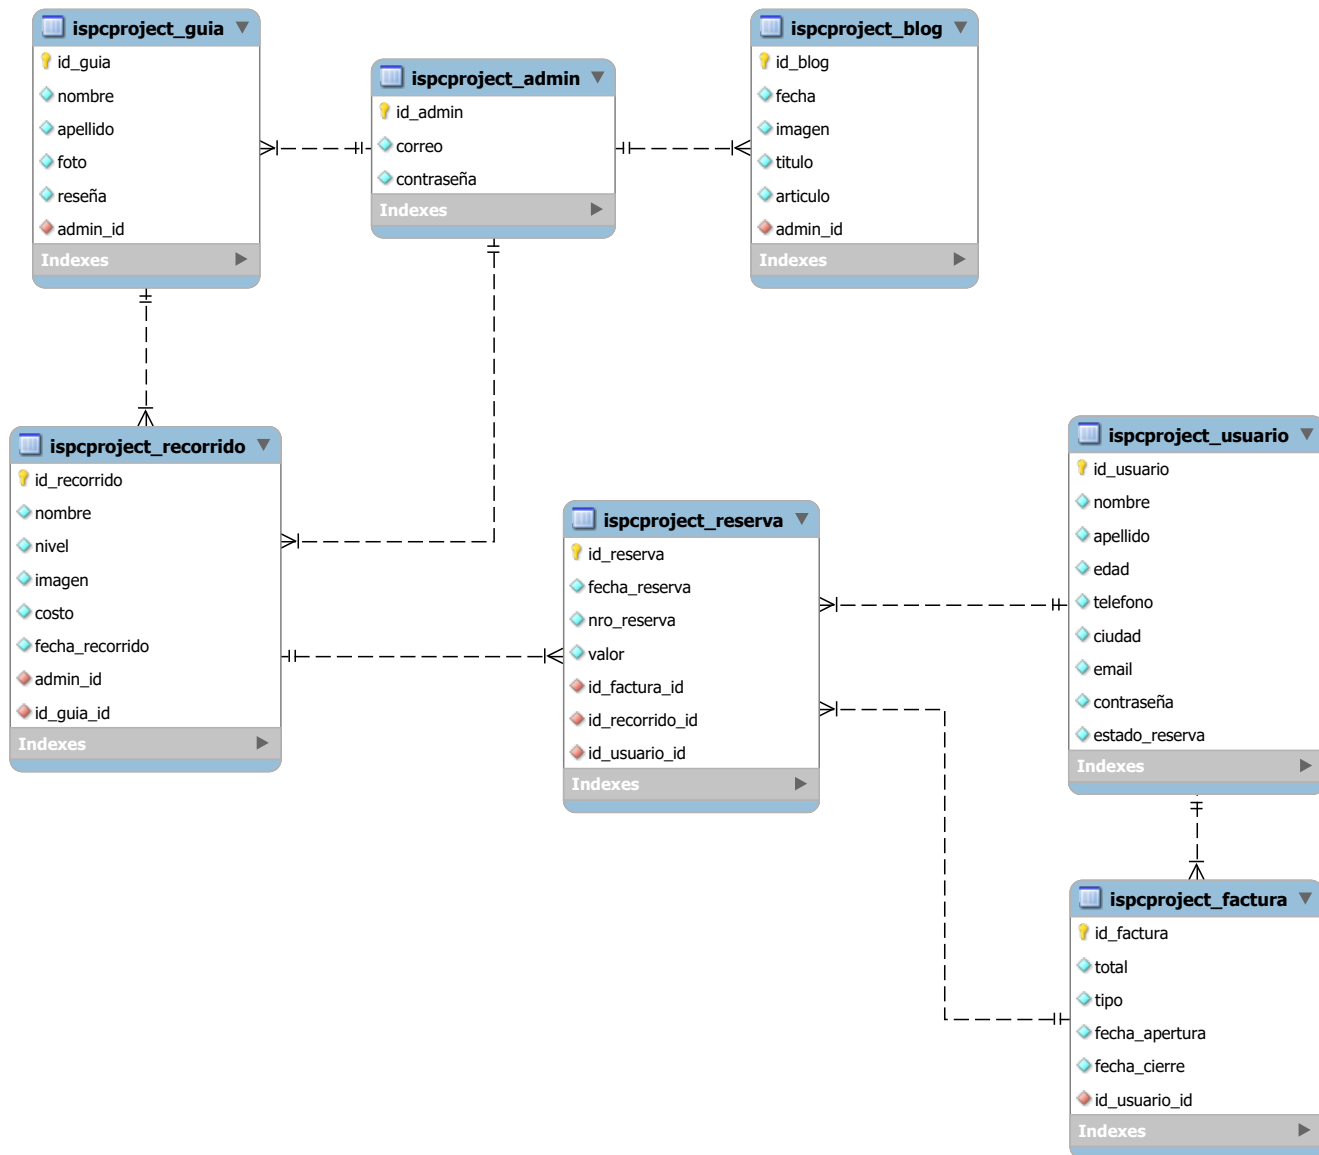 ispcproject_guia
id_guia
nombre
apellido
foto
reseña
admin_id
Indexes
ispcproject_admin
id_admin
correo
contraseña
Indexes
ispcproject_blog
id_blog
fecha
imagen
titulo
articulo
admin_id
Indexes
ispcproject_recorrido
id_recorrido
nombre
nivel
imagen
costo
fecha_recorrido
admin_id
id_guia_id
Indexes
ispcproject_reserva
id_reserva
fecha_reserva
nro_reserva
valor
id_factura_id
id_recorrido_id
id_usuario_id
Indexes
ispcproject_usuario
id_usuario
nombre
apellido
edad
telefono
ciudad
email
contraseña
estado_reserva
Indexes
ispcproject_factura
id_factura
total
tipo
fecha_apertura
fecha_cierre
id_usuario_id
Indexes